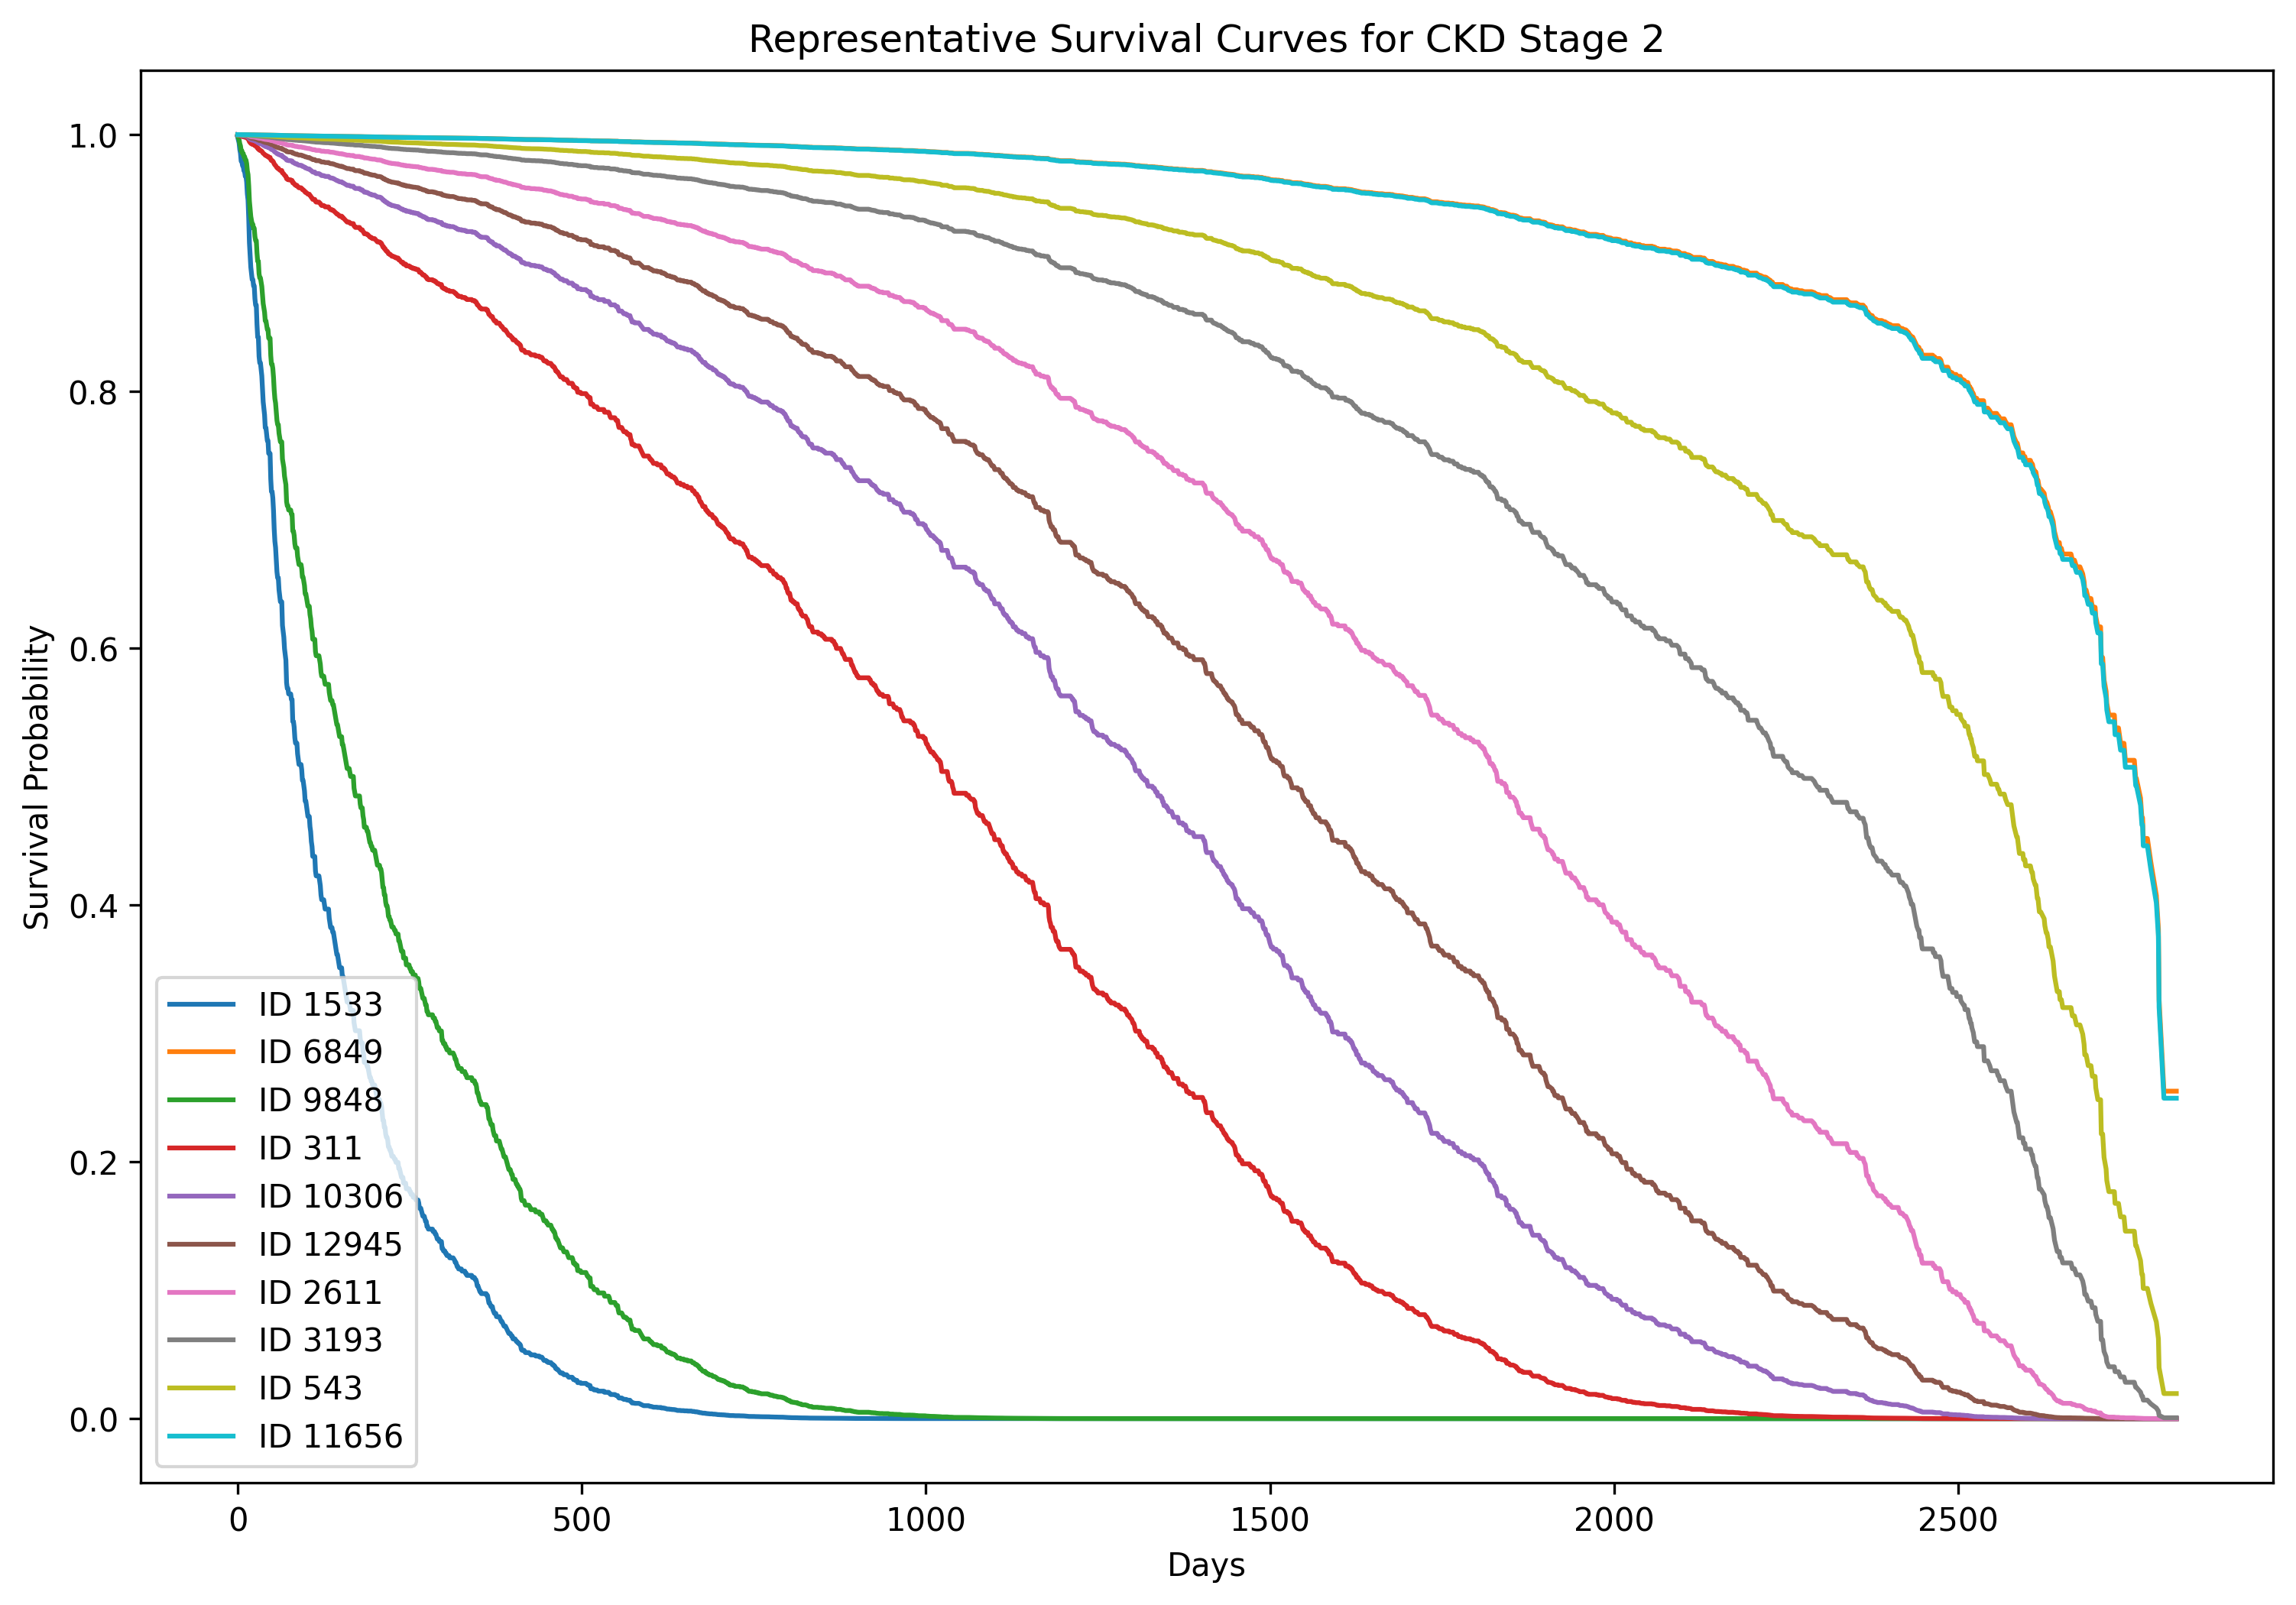 Representative Survival Curves for CKD Stage 2
Survival Probability
1.0
0.8
0.6
0.4
0.2
0.0
ID 1533
ID 6849
ID 9848
ID 311
ID 10306
ID 12945
ID 2611
ID 3193
ID 543
ID 11656
0 500 1000 1500 2000 2500
Days